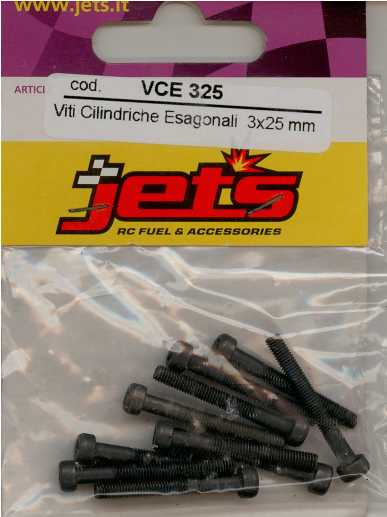 www.jets.it
ARTICI
cod. VCE 325
Viti Cilindriche Esagonali 3x25 mm
jets
RC FUEL & ACCESSORIES